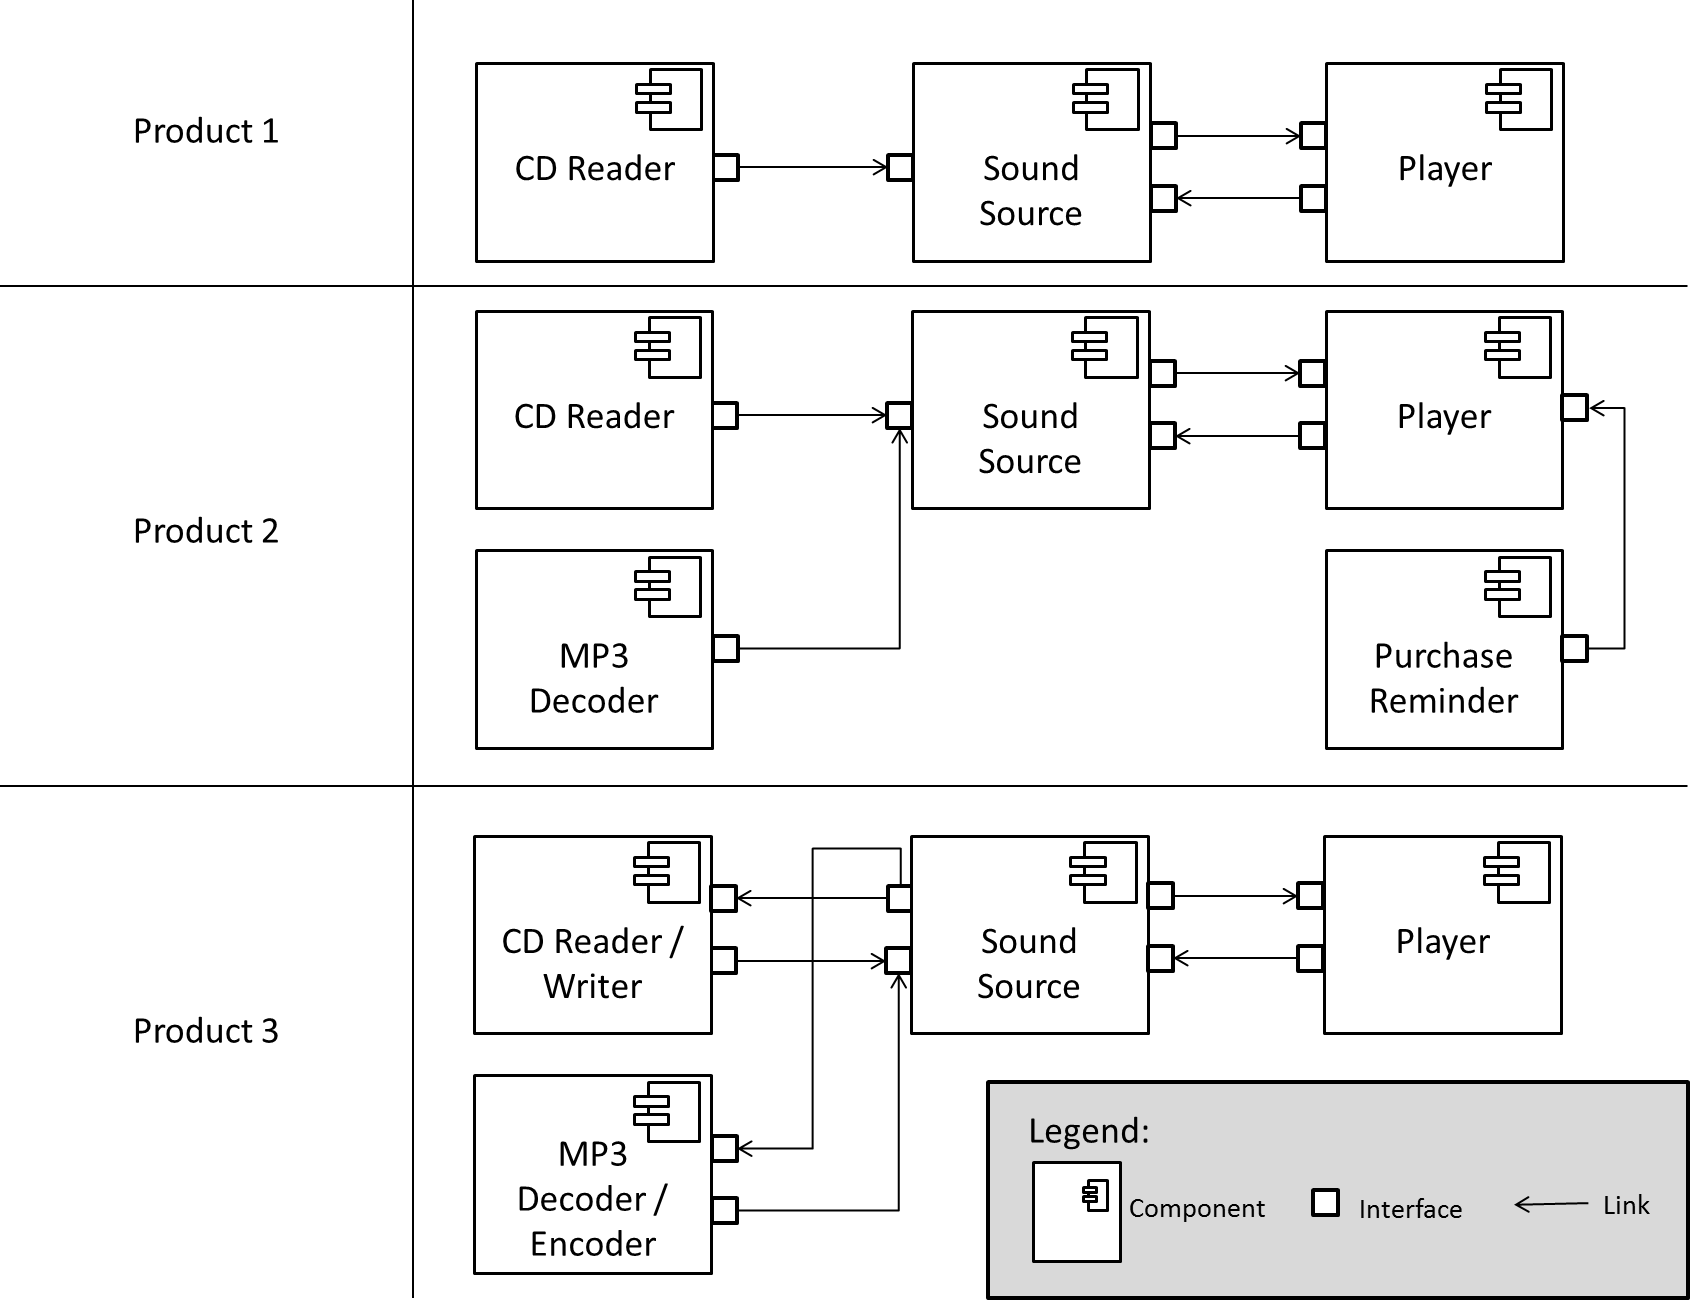 Product 1
CD Reader
Sound
Source
Player
Product 2
CD Reader
Sound
Source
Player
MP3
Decoder
Purchase
Reminder
Product 3
CD Reader /
Writer
Sound
Source
Player
MP3
Decoder /
Encoder
Legend:
Component
Interface
Link